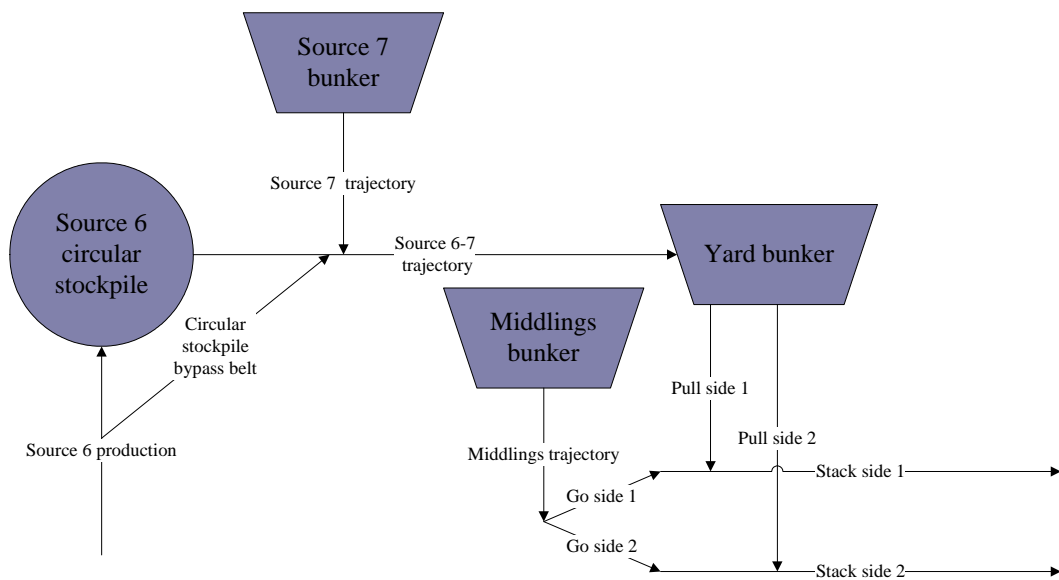 Source 7
bunker
Source 7 trajectory
Source 6
circular
stockpile
Source 6-7
trajectory
Yard bunker
Middlings
bunker
Circular
stockpile
bypass belt
Pull side 1
Pull side 2
Source 6 production
Middlings trajectory
Go side 1
Stack side 1
Go side 2
Stack side 2